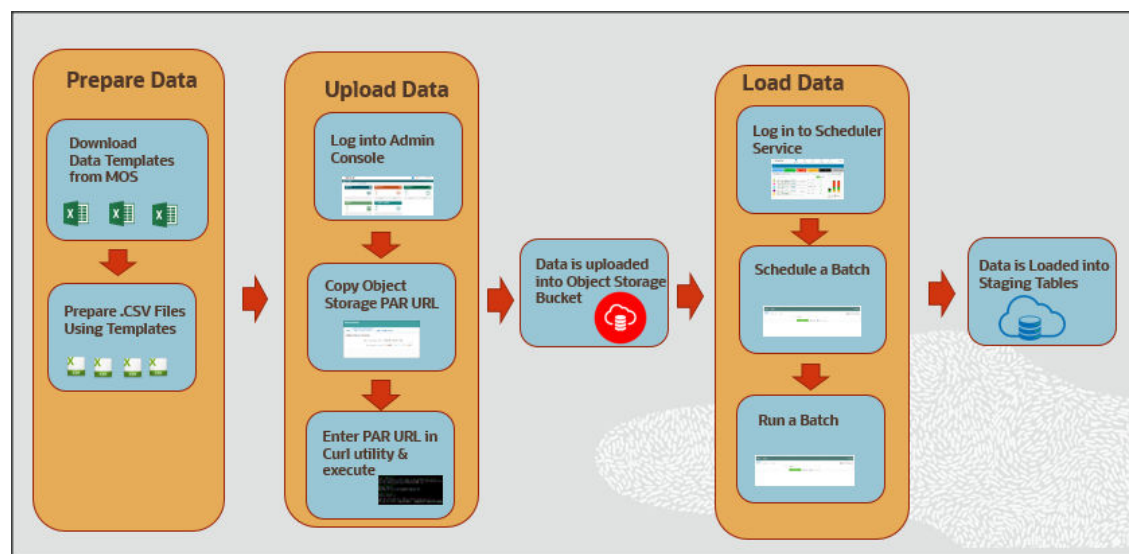 Prepare Data
Download
Data Templates
from MOS
Prepare .CSV Files
Using Templates
Upload Data
Log into Admin
Console
Copy Object
Storage PAR URL
Enter PAR URL in
Curl utility &
execute
Data is uploaded
into Object Storage
Bucket
Load Data
Log in to Scheduler
Service
Schedule a Batch
Run a Batch
Data is Loaded into
Staging Tables